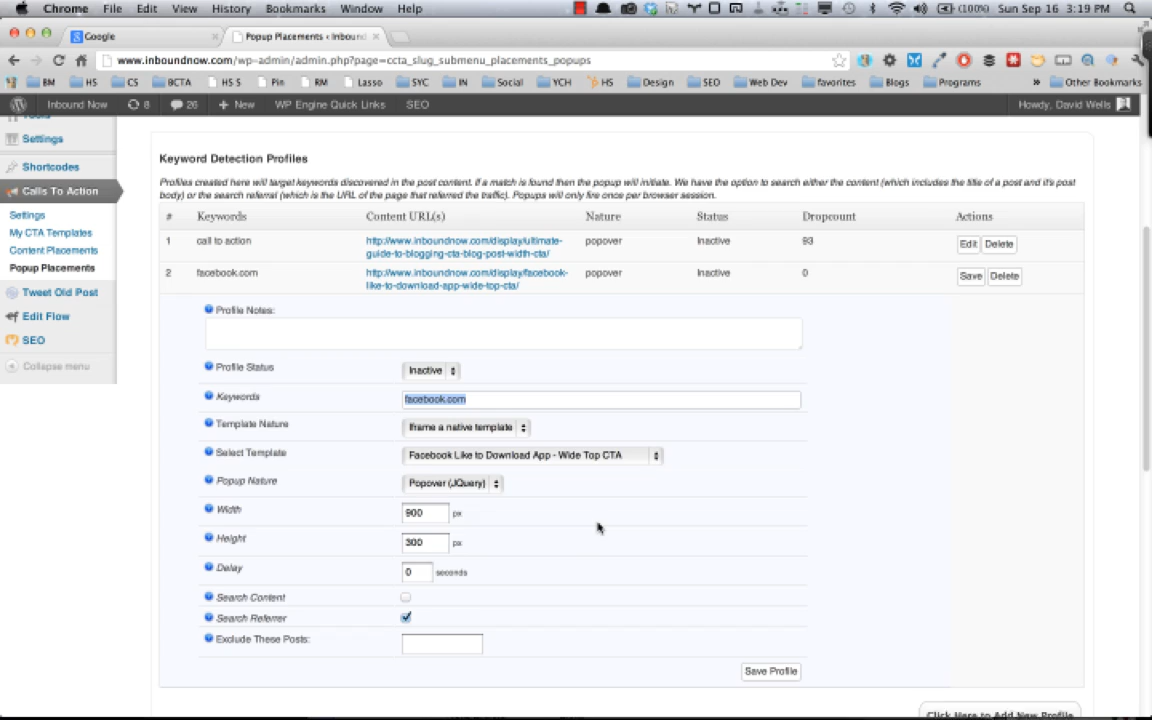 Chrome File Edit View History Bookmarks Window Help (100%) Sun Sep 16 3:19 PM
Google
Popup Placements ‹ Inbound
www.inboundnow.com/wp-admin/admin.php?page=ccta_slug_submenu_placements_popups
BM HS CS BCTA HS S Pin RM Lasso SYC IN Social YCH HS Design SEO Web Dev favorites Blogs Programs » Other Bookmarks
Inbound Now 8 26 + New WP Engine Quick Links SEO Howdy, David Wells
Tools
Settings
Shortcodes
Calls To Action
Settings
My CTA Templates
Content Placements
Popup Placements
Tweet Old Post
Edit Flow
SEO
Collapse menu
Keyword Detection Profiles
Profiles created here will target keywords discovered in the post content. If a match is found then the popup will initiate. We have the option to search either the content (which includes the title of a post and it's post
body) or the search referral (which is the URL of the page that referred the traffic). Popups will only fire once per browser session.
# Keywords Content URL(s) Nature Status Dropcount Actions
1 call to action http://www.inboundnow.com/display/ultimate- popover Inactive 93 Edit Delete
guide-to-blogging-cta-blog-post-width-cta/
2 facebook.com http://www.inboundnow.com/display/facebook- popover Inactive 0 Save Delete
like-to-download-app-wide-top-cta/
Profile Notes:
Profile Status Inactive
Keywords facebook.com
Template Nature Iframe a native template
Select Template Facebook Like to Download App - Wide Top CTA
Popup Nature Popover (JQuery)
Width 900 px
Height 300 px
Delay 0 seconds
Search Content
Search Referrer
Exclude These Posts:
Save Profile
Click Here to Add New Profile